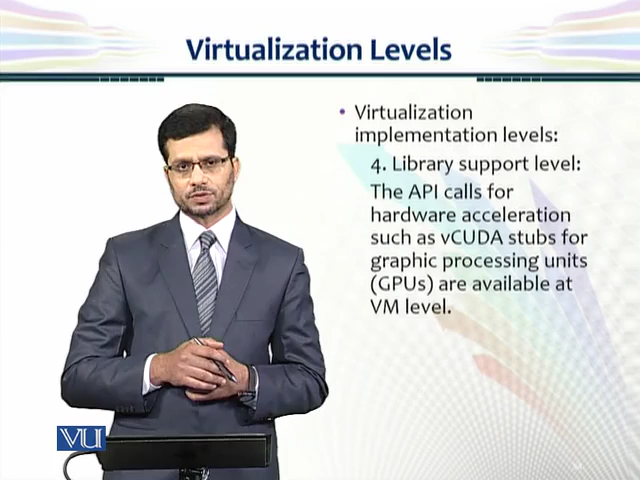 Virtualization Levels
• Virtualization
implementation levels:
4. Library support level:
The API calls for
hardware acceleration
such as vCUDA stubs for
graphic processing units
(GPUs) are available at
VM level.
VU